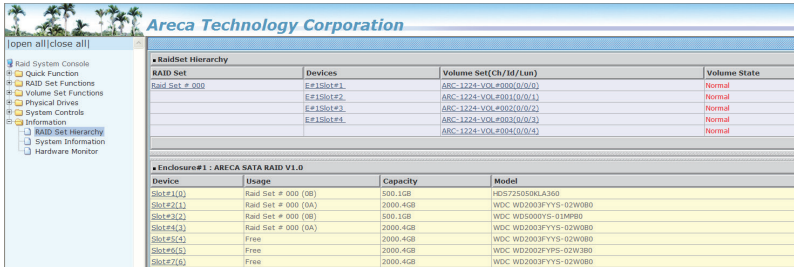 Areca Technology Corporation
|open all|close all|
Raid System Console
Quick Function
RAID Set Functions
Volume Set Functions
Physical Drives
System Controls
Information
RAID Set Hierarchy
System Information
Hardware Monitor
RaidSet Hierarchy
RAID Set Devices Volume Set(Ch/Id/Lun) Volume State
Raid Set # 000 E#1Slot#1 ARC-1224-VOL#000(0/0/0) Normal
E#1Slot#2 ARC-1224-VOL#001(0/0/1) Normal
E#1Slot#3 ARC-1224-VOL#002(0/0/2) Normal
E#1Slot#4 ARC-1224-VOL#003(0/0/3) Normal
ARC-1224-VOL#004(0/0/4) Normal
Enclosure#1 : ARECA SATA RAID V1.0
Device Usage Capacity Model
Slot#1(0) Raid Set # 000 (0B) 500.1GB HDS725050KLA360
Slot#2(1) Raid Set # 000 (0A) 2000.4GB WDC WD2003FYYS-02W0B0
Slot#3(2) Raid Set # 000 (0B) 500.1GB WDC WD5000YS-01MPB0
Slot#4(3) Raid Set # 000 (0A) 2000.4GB WDC WD2003FYYS-02W0B0
Slot#5(4) Free 2000.4GB WDC WD2003FYYS-02W0B0
Slot#6(5) Free 2000.4GB WDC WD2002FYPS-02W3B0
Slot#7(6) Free 2000.4GB WDC WD2003FYYS-02W0B0